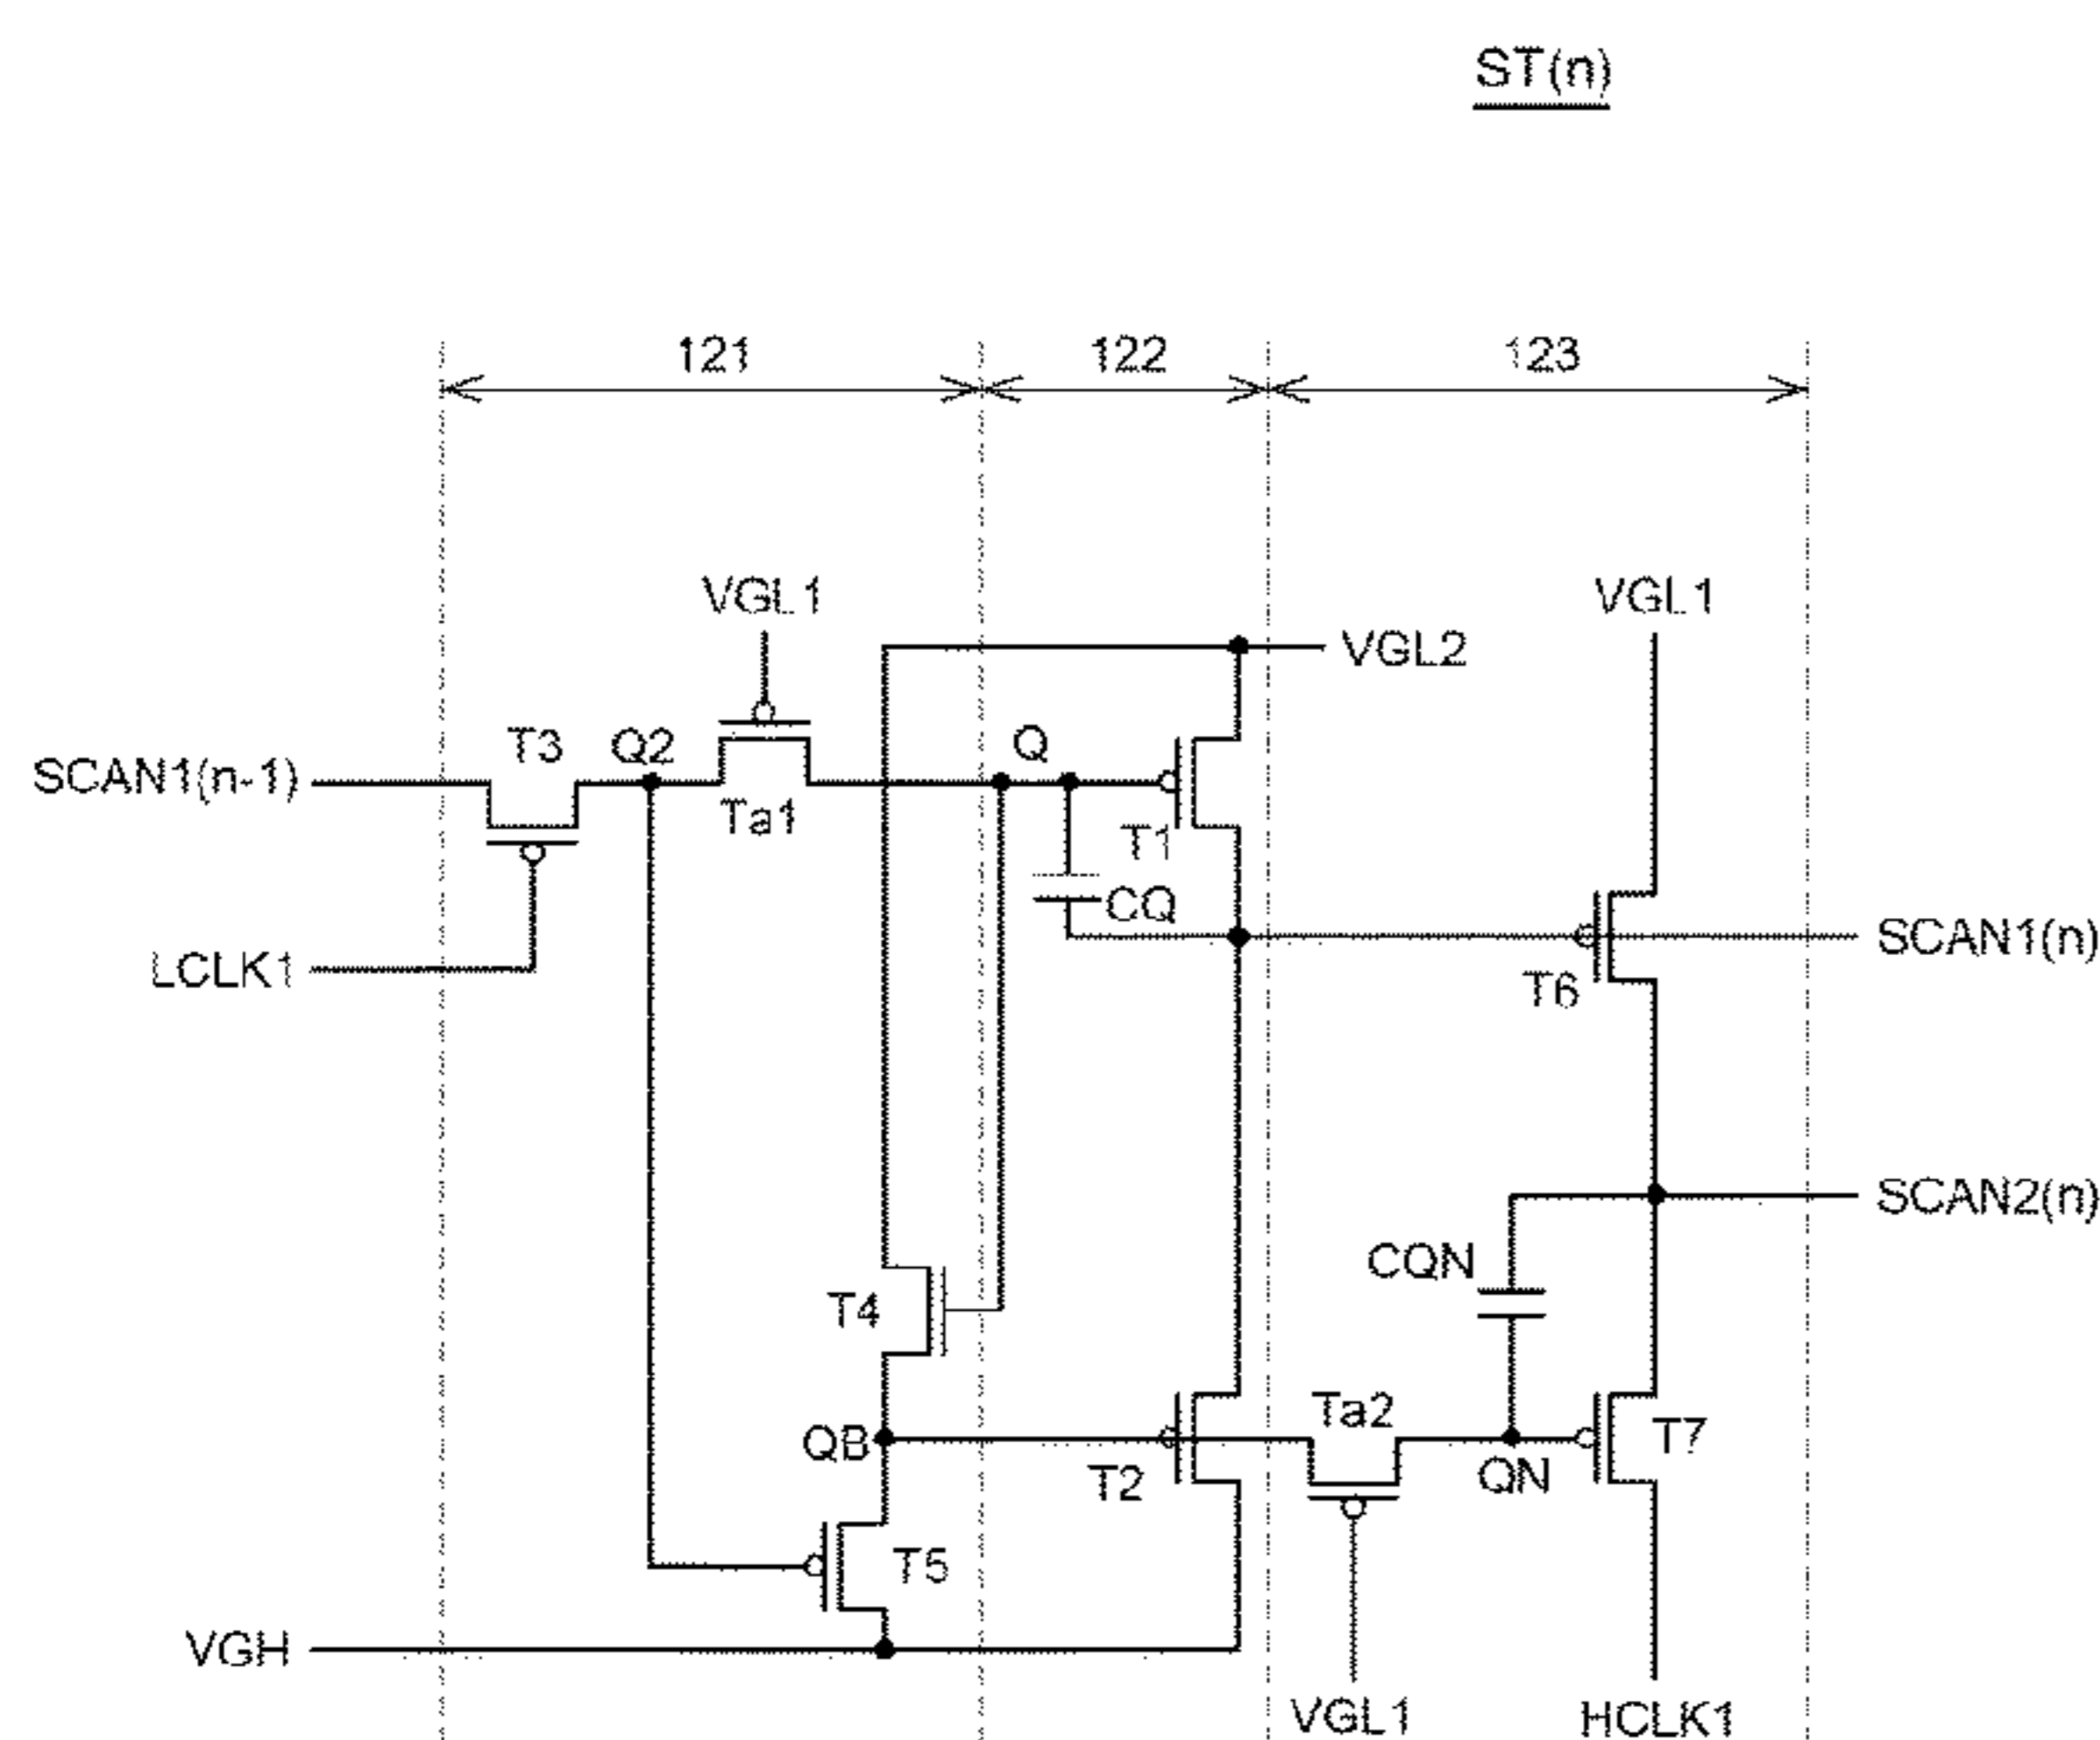 ST(n)
121
122
123
VGL1
VGL1
VGL2
T3
Q2
Q
SCAN1(n-1)
Ta1
T1
CQ
SCAN1(n)
LCLK1
T6
SCAN2(n)
CQN
T4
Ta2
QB
T7
T2
QN
T5
VGH
VGL1
HCLK1